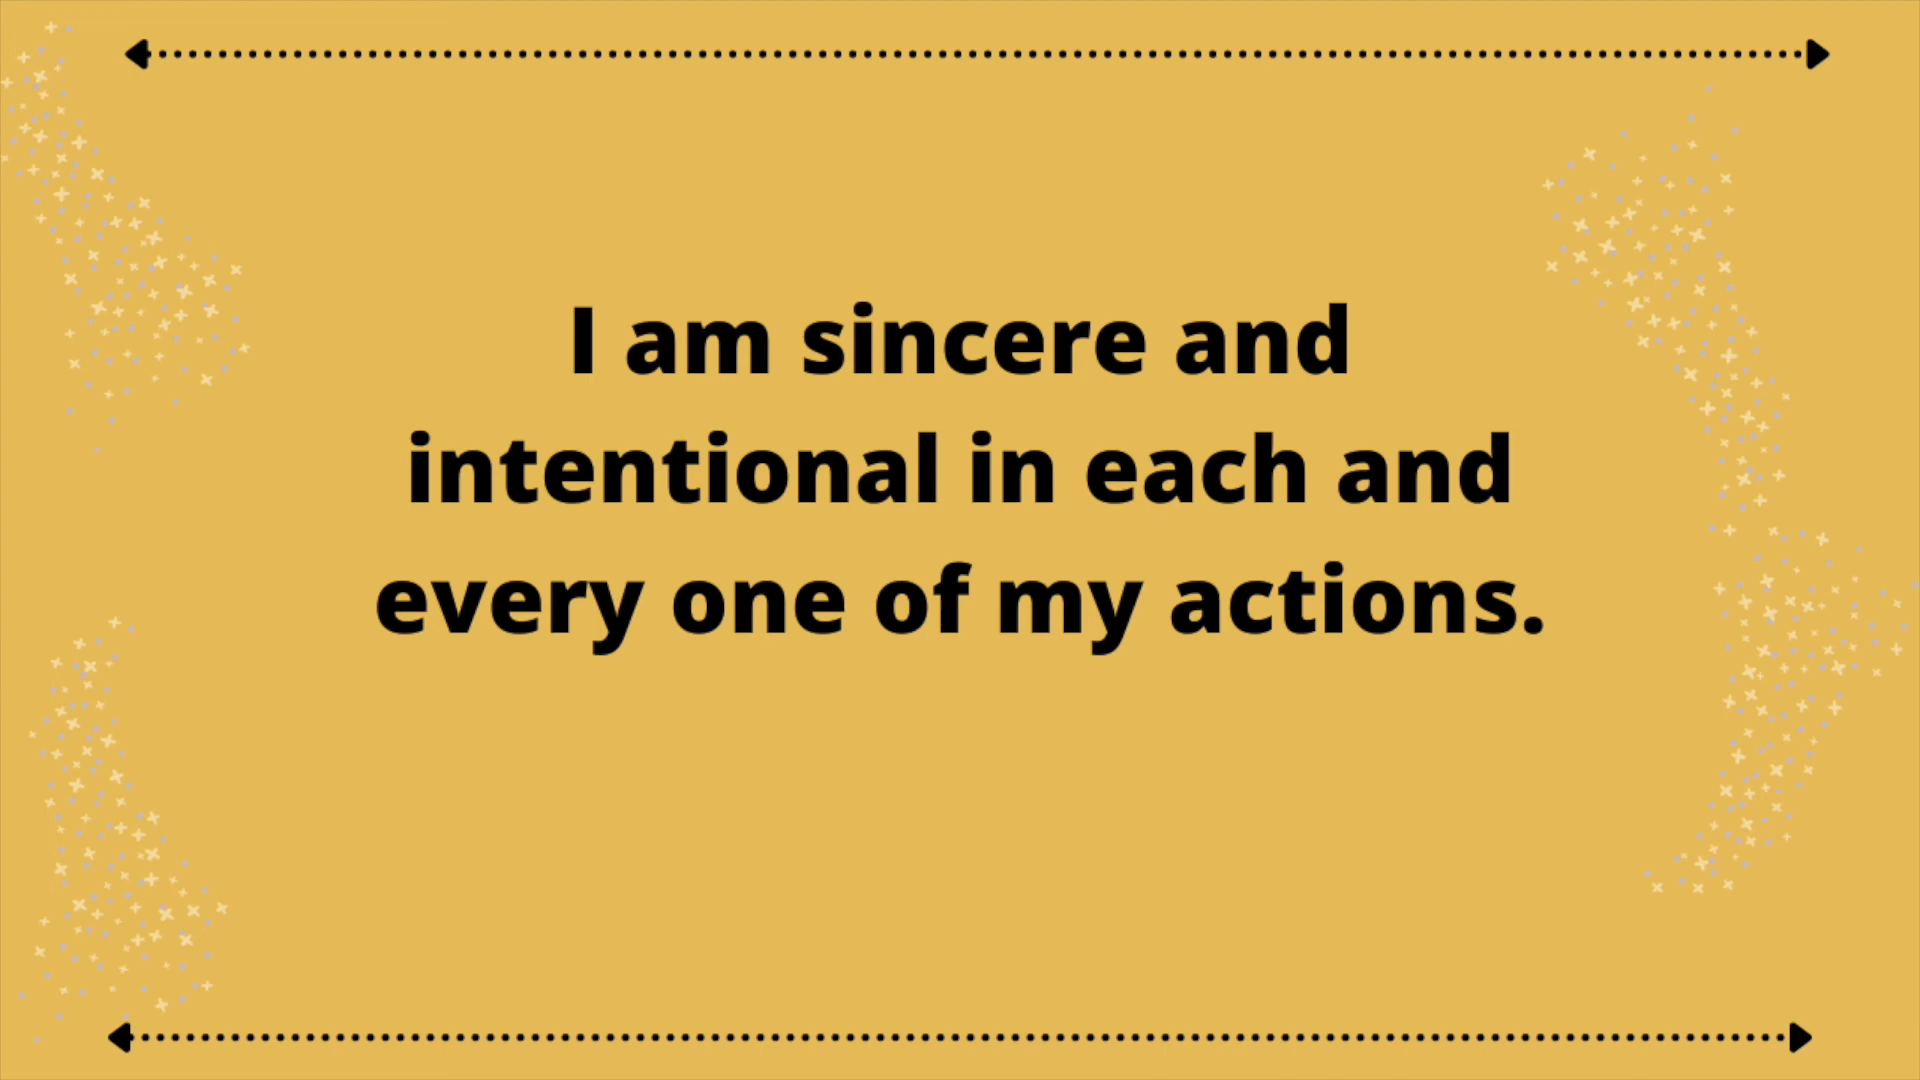 I am sincere and
intentional in each and
every one of my actions.